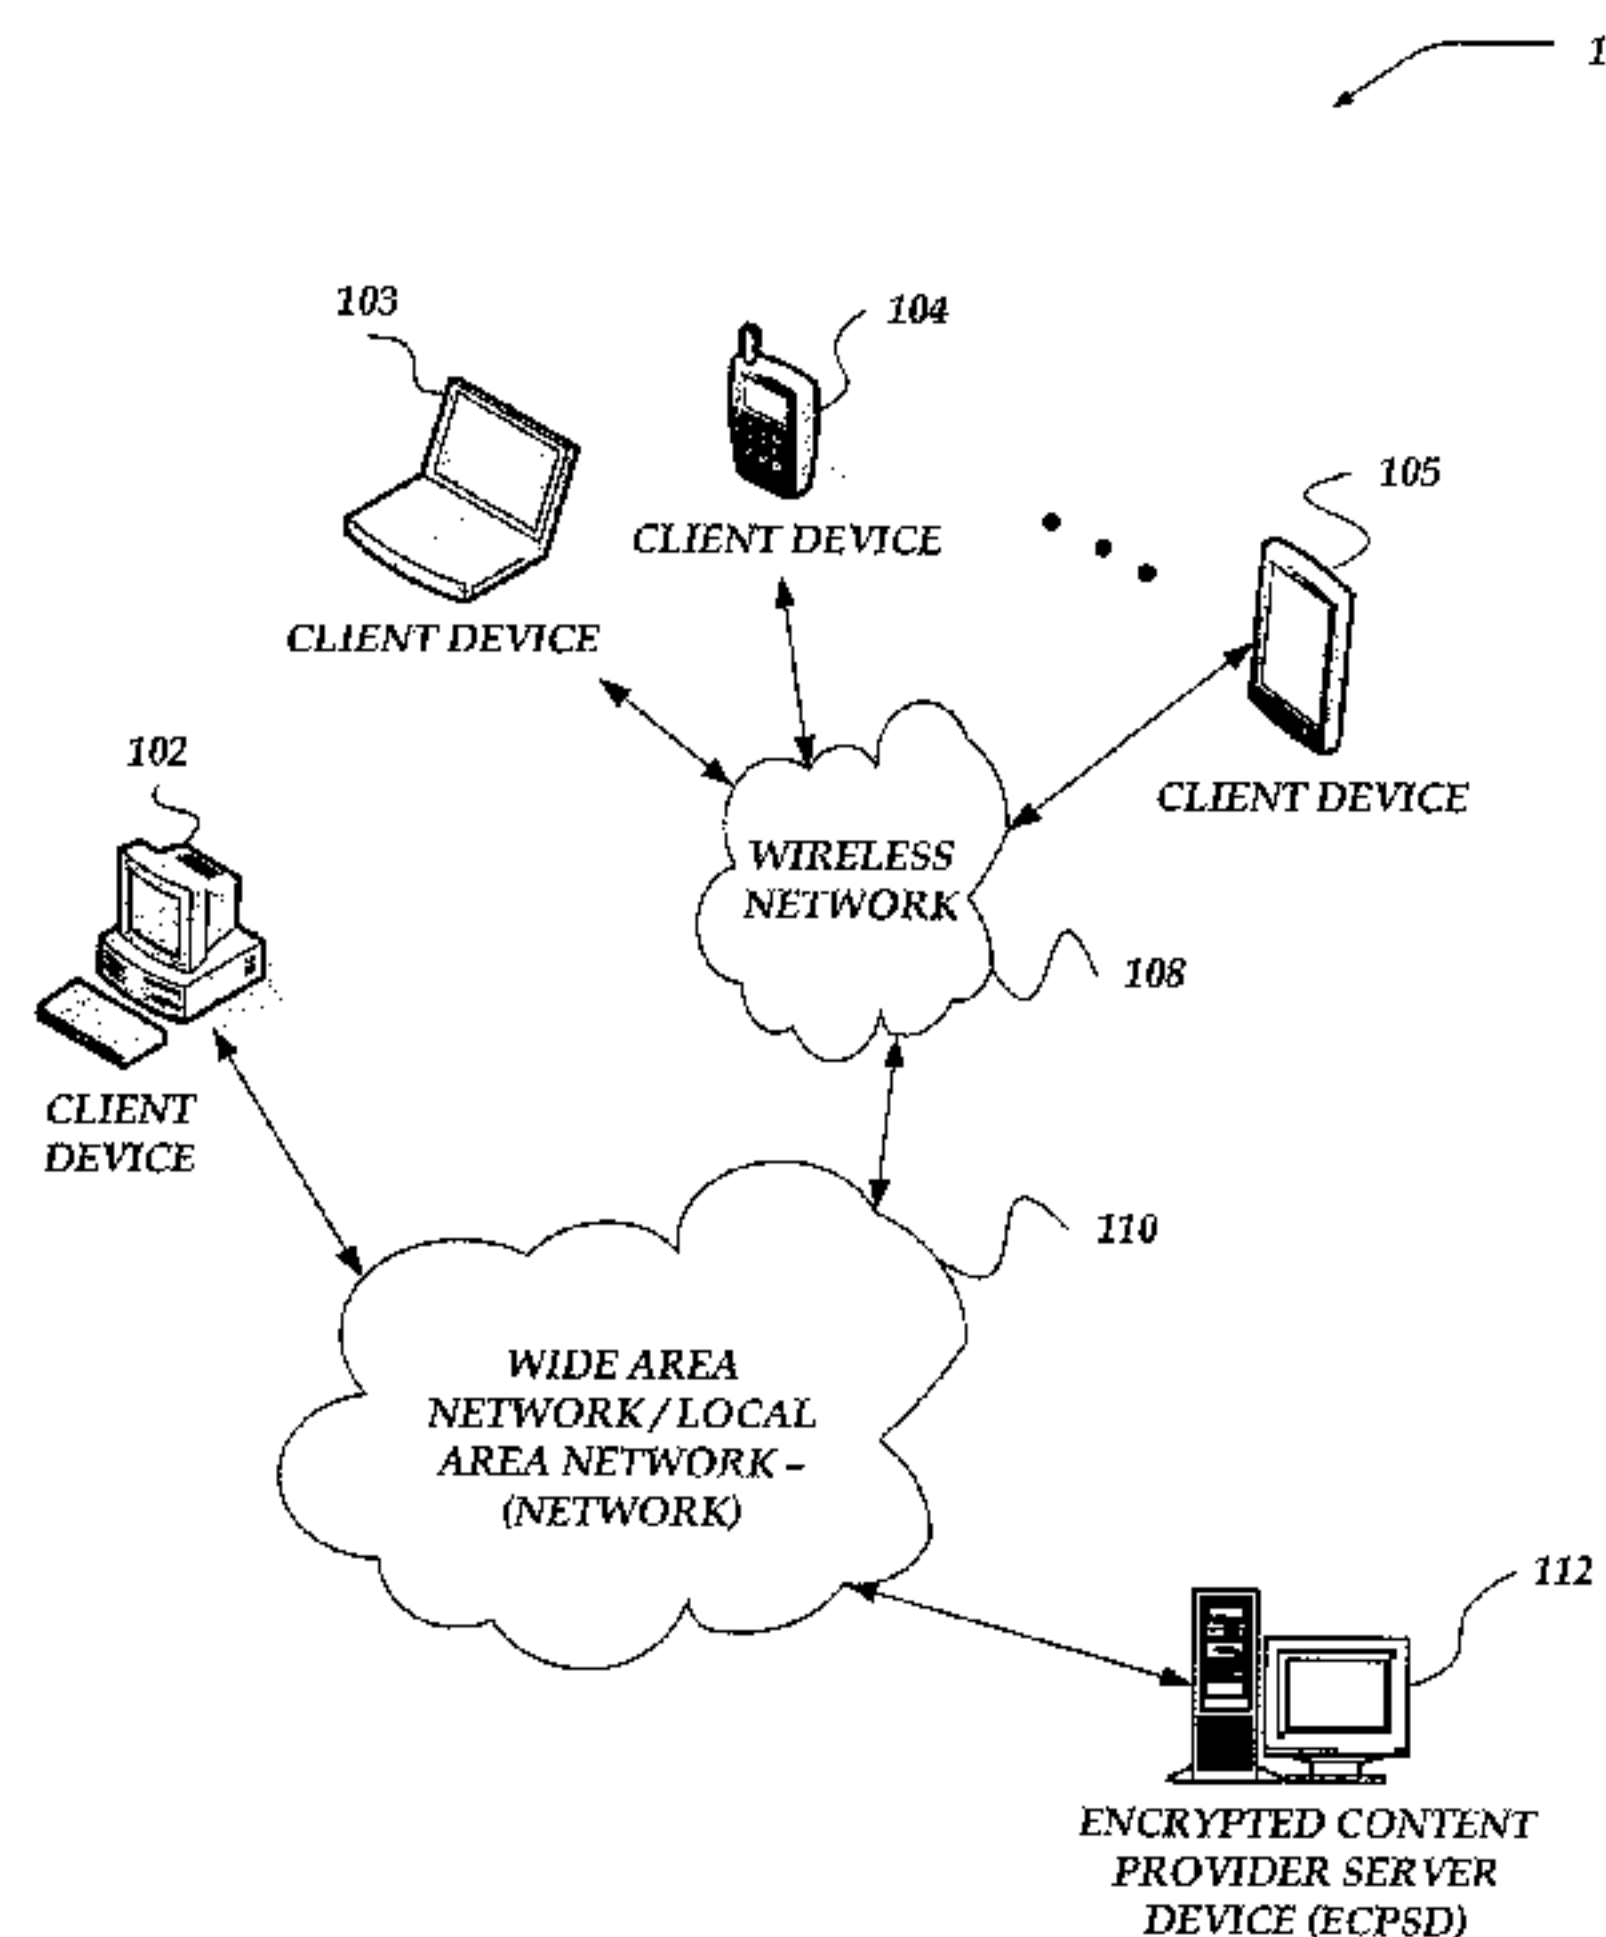 1
103
104
105
CLIENT DEVICE
CLIENT DEVICE
102
CLIENT DEVICE
WIRELESS
NETWORK
108
CLIENT
DEVICE
110
WIDE AREA
NETWORK / LOCAL
AREA NETWORK –
(NETWORK)
112
ENCRYPTED CONTENT
PROVIDER SERVER
DEVICE (ECPSD)